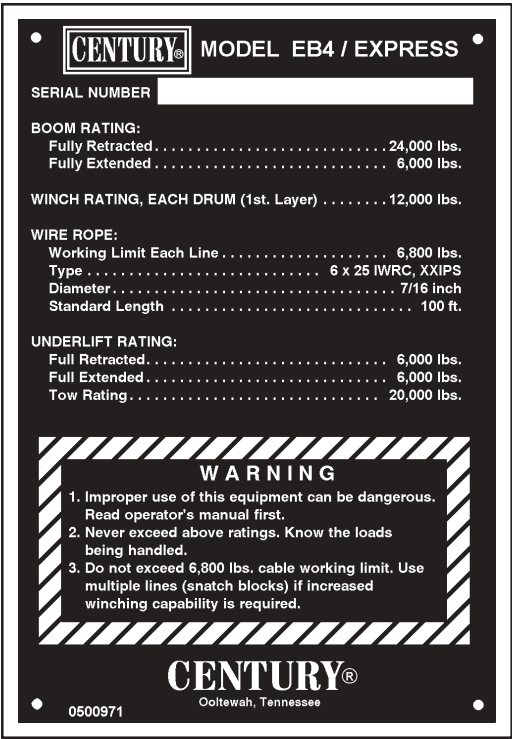 CENTURY® MODEL EB4 / EXPRESS
SERIAL NUMBER
BOOM RATING:
Fully Retracted. . . . . . . . . . . . . . . . . . . . . . . . . . . . 24,000 lbs.
Fully Extended . . . . . . . . . . . . . . . . . . . . . . . . . . . . 6,000 lbs.
WINCH RATING, EACH DRUM (1st. Layer) . . . . . . . . 12,000 lbs.
WIRE ROPE:
Working Limit Each Line . . . . . . . . . . . . . . . . . . . . 6,800 lbs.
Type . . . . . . . . . . . . . . . . . . . . . . . . . . . . 6 x 25 IWRC, XXIPS
Diameter . . . . . . . . . . . . . . . . . . . . . . . . . . . . . . . . . . 7/16 inch
Standard Length . . . . . . . . . . . . . . . . . . . . . . . . . . . . . 100 ft.
UNDERLIFT RATING:
Full Retracted. . . . . . . . . . . . . . . . . . . . . . . . . . . . . 6,000 lbs.
Full Extended . . . . . . . . . . . . . . . . . . . . . . . . . . . . . 6,000 lbs.
Tow Rating. . . . . . . . . . . . . . . . . . . . . . . . . . . . . . 20,000 lbs.
WARNING
1. Improper use of this equipment can be dangerous.
Read operator's manual first.
2. Never exceed above ratings. Know the loads
being handled.
3. Do not exceed 6,800 lbs. cable working limit. Use
multiple lines (snatch blocks) if increased
winching capability is required.
CENTURY®
Ooltewah, Tennessee
0500971